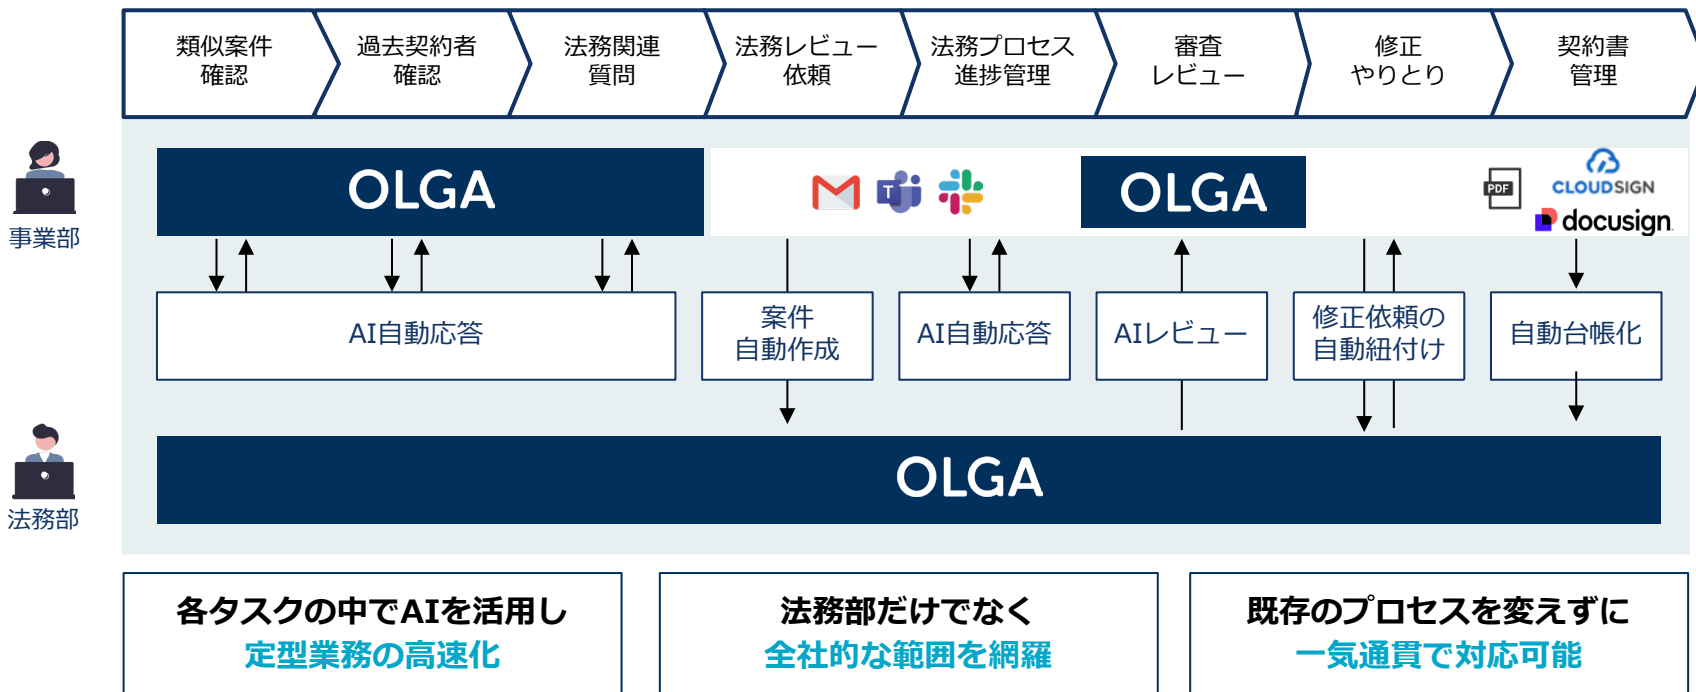 類似案件
確認
過去契約者
確認
法務関連
質問
法務レビュー
依頼
法務プロセス
進捗管理
審査
レビュー
修正
やりとり
契約書
管理
事業部
OLGA
OLGA
PDF
CLOUDSIGN
docusign
AI自動応答
案件
自動作成
AI自動応答
AIレビュー
修正依頼の
自動紐付け
自動台帳化
法務部
OLGA
各タスクの中でAIを活用し
定型業務の高速化
法務部だけでなく
全社的な範囲を網羅
既存のプロセスを変えずに
一気通貫で対応可能